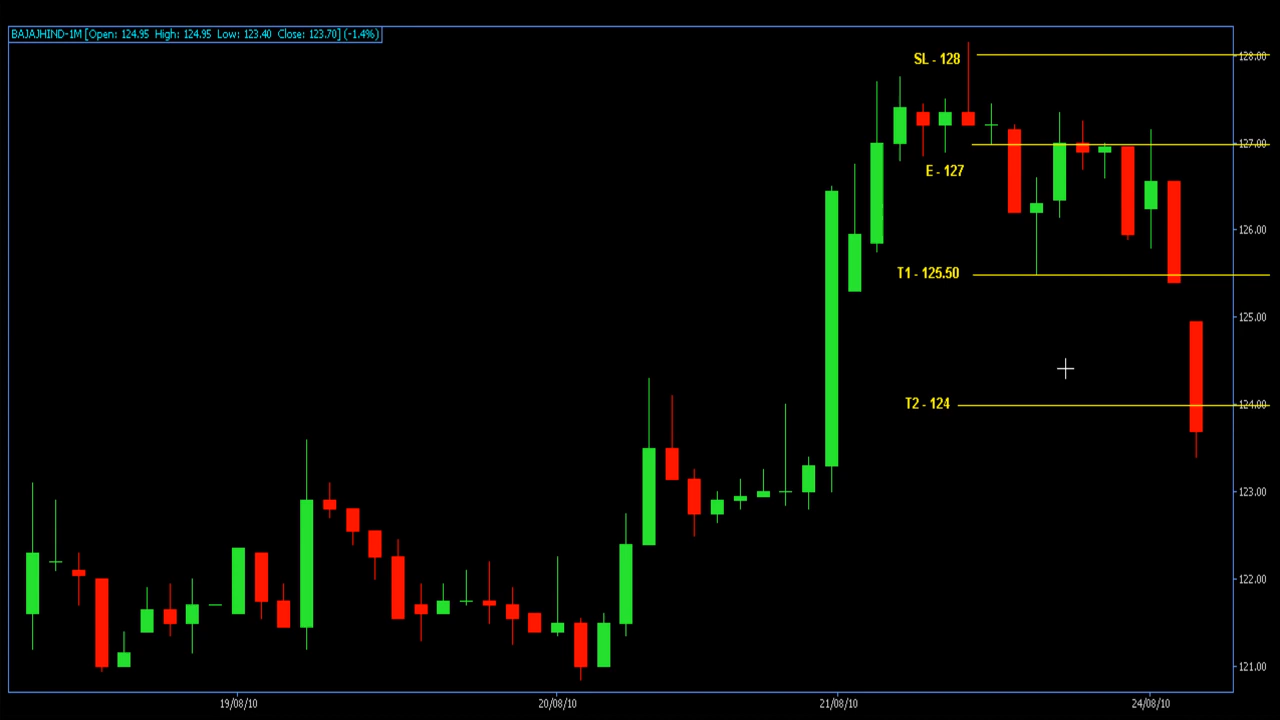 BAJAJHIND-1M [Open: 124.95 High: 124.95 Low: 123.40 Close: 123.70] (-1.4%)
SL - 128
128.00
127.00
E - 127
126.00
T1 - 125.50
125.00
T2 - 124
124.00
123.00
122.00
121.00
19/08/10
20/08/10
21/08/10
24/08/10